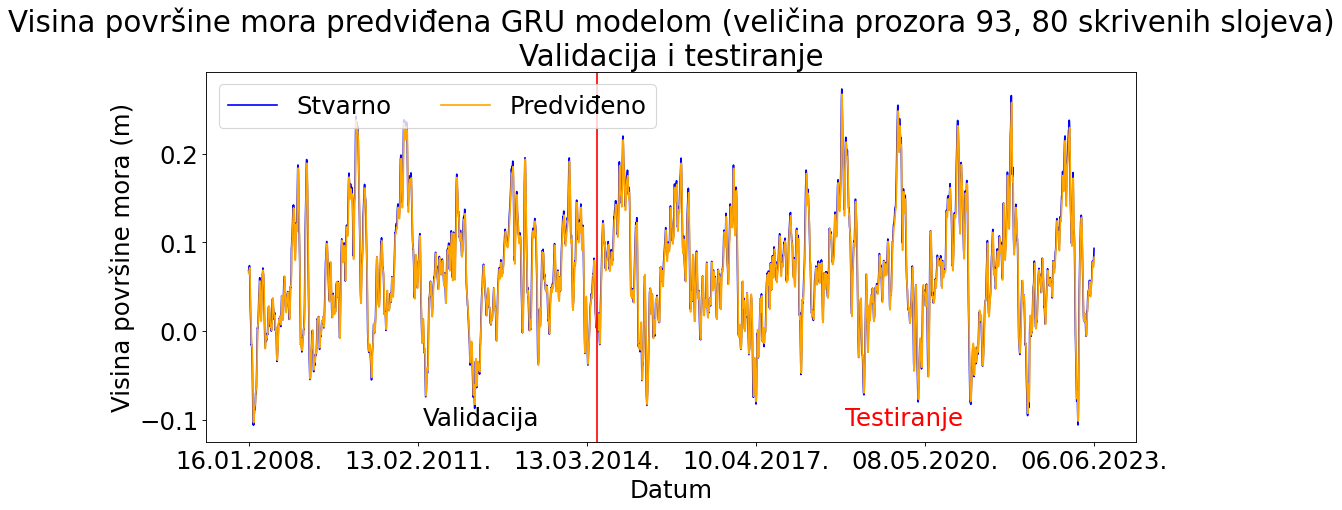 Visina površine mora predviđena GRU modelom (veličina prozora 93, 80 skrivenih slojeva)
Validacija i testiranje
Stvarno
Predviđeno
Visina površine mora (m)
0.2
0.1
0.0
−0.1
Validacija
Testiranje
16.01.2008.
13.02.2011.
13.03.2014.
10.04.2017.
08.05.2020.
06.06.2023.
Datum